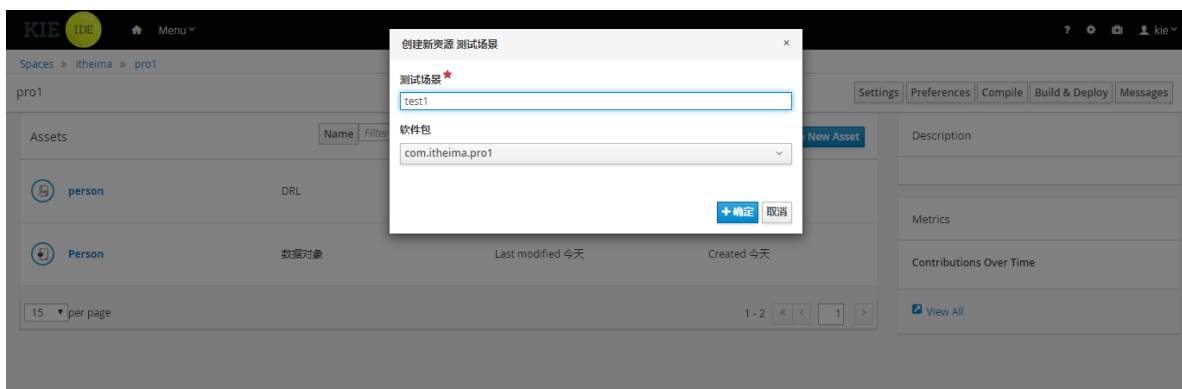 KIE IDE Menu ? kie
创建新资源 测试场景 ×
Spaces » itheima » pro1
测试场景
pro1 Settings Preferences Compile Build & Deploy Messages
test1
Assets Name Filter 软件包 New Asset Description
com.itheima.pro1
person DRL
+ 确定 取消
Metrics
Person 数据对象 Last modified 今天 Created 今天
Contributions Over Time
15 per page 1 - 2 « < 1 > View All